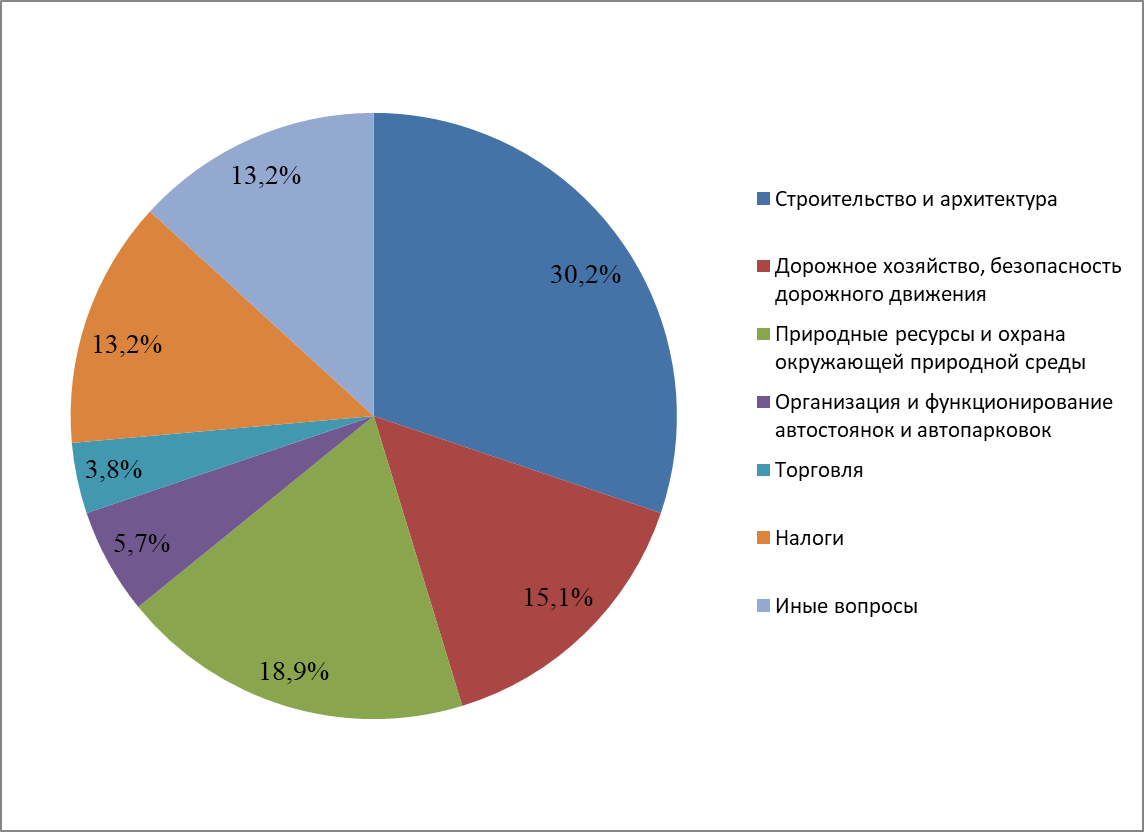 13,2%
30,2%
13,2%
3,8%
5,7%
15,1%
18,9%
Строительство и архитектура
Дорожное хозяйство, безопасность
дорожного движения
Природные ресурсы и охрана
окружающей природной среды
Организация и функционирование
автостоянок и автопарковок
Торговля
Налоги
Иные вопросы